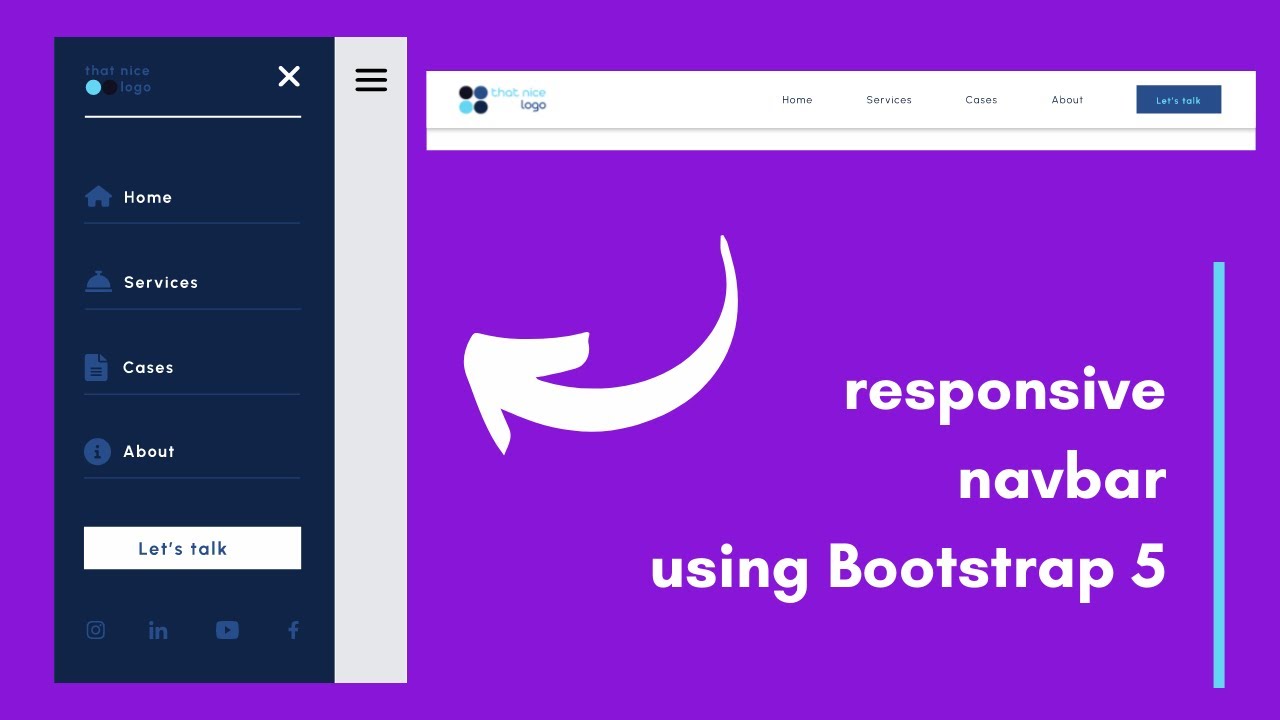 that nice
logo
Home
Services
Cases
About
Let's talk
that nice
logo
Home Services Cases About Let's talk
responsive
navbar
using Bootstrap 5